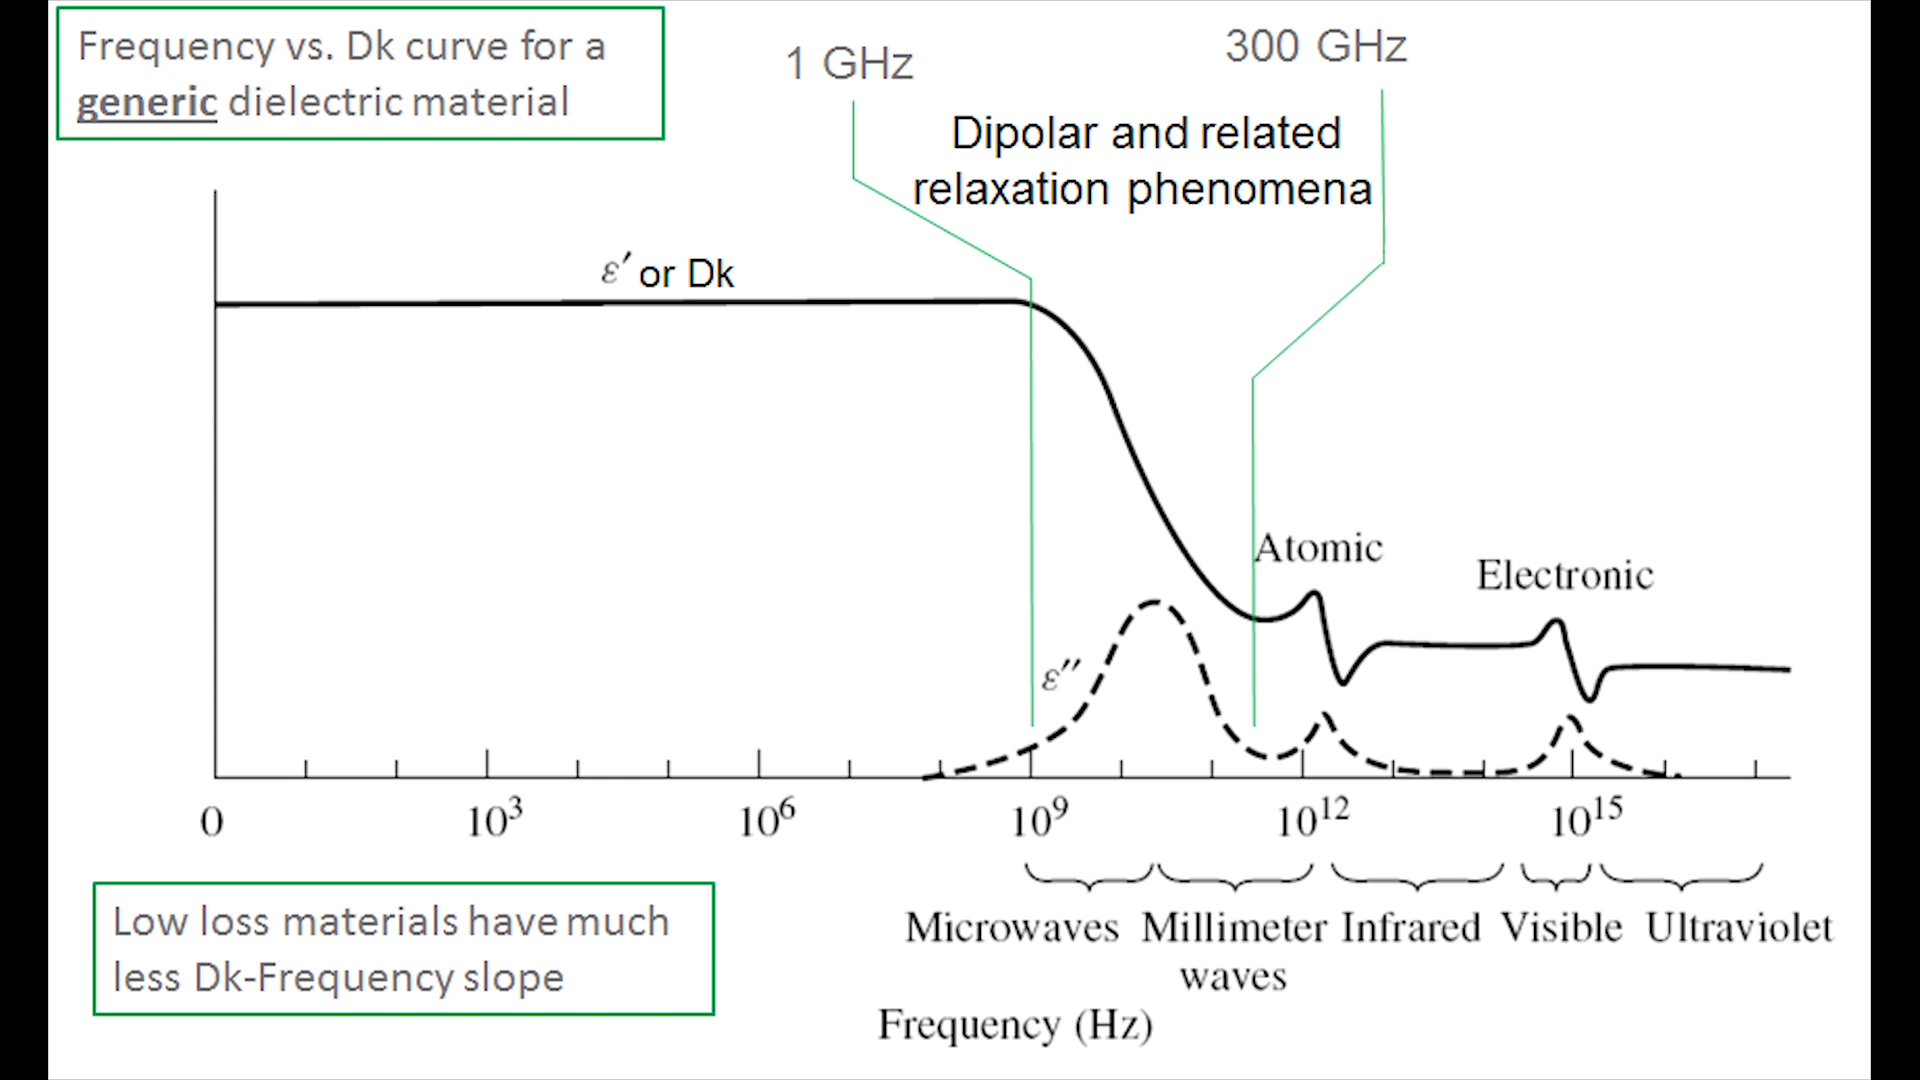 Frequency vs. Dk curve for a
generic dielectric material
1 GHz
300 GHz
Dipolar and related
relaxation phenomena
ε′ or Dk
Atomic
Electronic
ε″
0
10³
10⁶
10⁹
10¹²
10¹⁵
Microwaves
Millimeter
waves
Infrared
Visible
Ultraviolet
Frequency (Hz)
Low loss materials have much
less Dk-Frequency slope